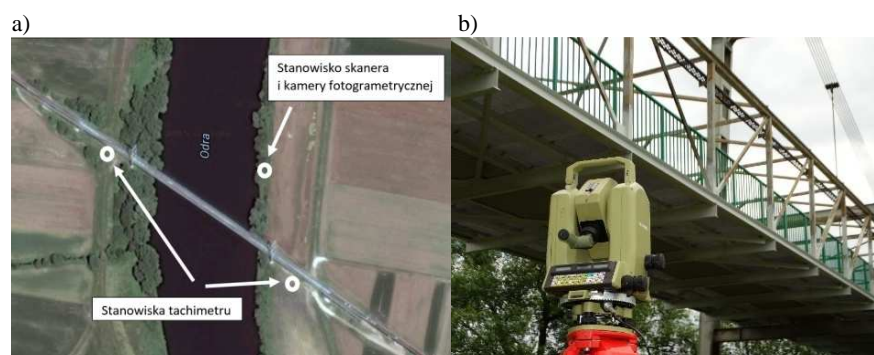 a)
b)
Stanowisko skanera
i kamery fotogrametrycznej
Odra
Stanowiska tachimetru